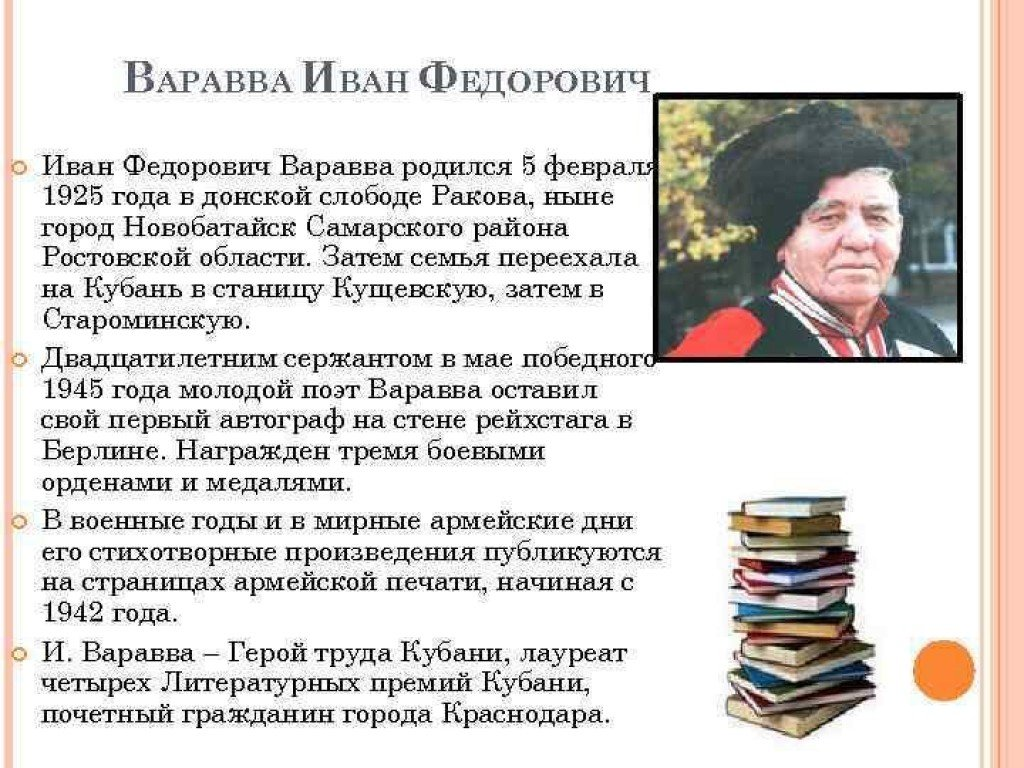 Варавва Иван Федорович
Иван Федорович Варавва родился 5 февраля
1925 года в донской слободе Ракова, ныне
город Новобатайск Самарского района
Ростовской области. Затем семья переехала
на Кубань в станицу Кущевскую, затем в
Староминскую.
Двадцатилетним сержантом в мае победного
1945 года молодой поэт Варавва оставил
свой первый автограф на стене рейхстага в
Берлине. Награжден тремя боевыми
орденами и медалями.
В военные годы и в мирные армейские дни
его стихотворные произведения публикуются
на страницах армейской печати, начиная с
1942 года.
И. Варавва – Герой труда Кубани, лауреат
четырех Литературных премий Кубани,
почетный гражданин города Краснодара.